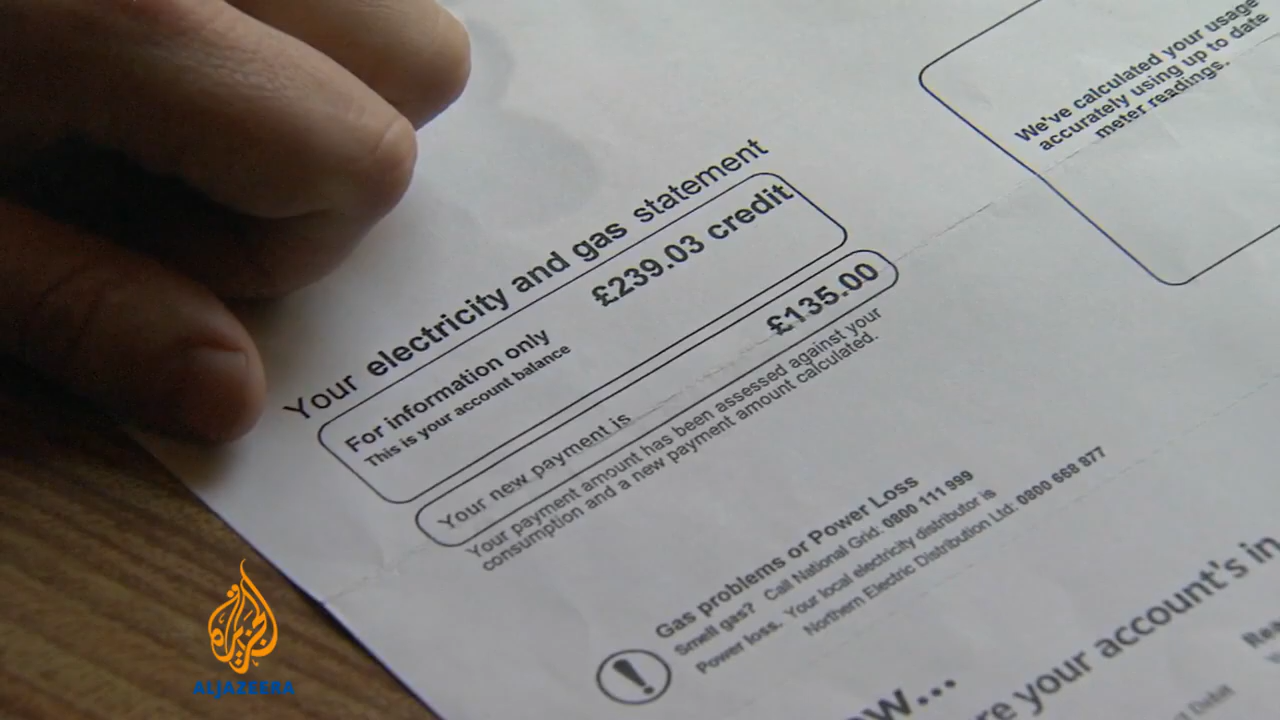 We've calculated your usage
accurately using up to date
meter readings.
Your electricity and gas statement
For information only
£239.03 credit
This is your account balance
Your new payment is
£135.00
Your payment amount has been assessed against your
consumption and a new payment amount calculated.
Gas problems or Power Loss
Smell gas? Call National Grid: 0800 111 999
Power loss. Your local electricity distributor is
Northern Electric Distribution Ltd: 0800 668 877
re your account's in
Debit
الجزيرة
ALJAZEERA